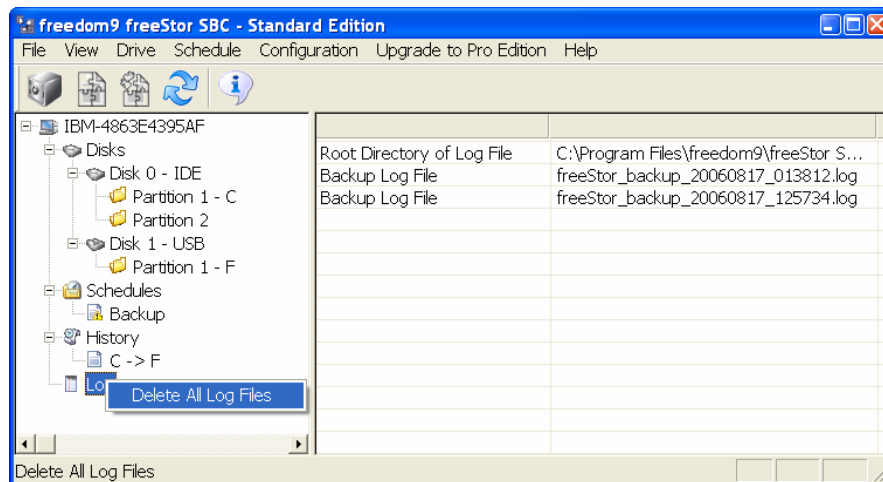 freedom9 freeStor SBC - Standard Edition
File View Drive Schedule Configuration Upgrade to Pro Edition Help
IBM-4863E4395AF
Disks
Disk 0 - IDE
Partition 1 - C
Partition 2
Disk 1 - USB
Partition 1 - F
Schedules
Backup
History
C -> F
Lo
Delete All Log Files
Root Directory of Log File C:\Program Files\freedom9\freeStor S...
Backup Log File freeStor_backup_20060817_013812.log
Backup Log File freeStor_backup_20060817_125734.log
Delete All Log Files